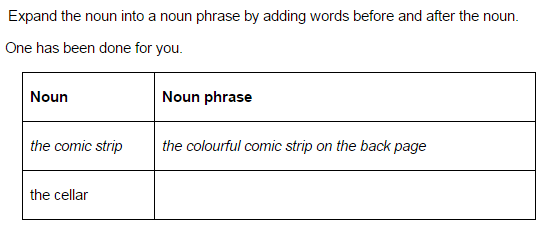 Expand the noun into a noun phrase by adding words before and after the noun.
One has been done for you.
Noun
Noun phrase
the comic strip
the colourful comic strip on the back page
the cellar